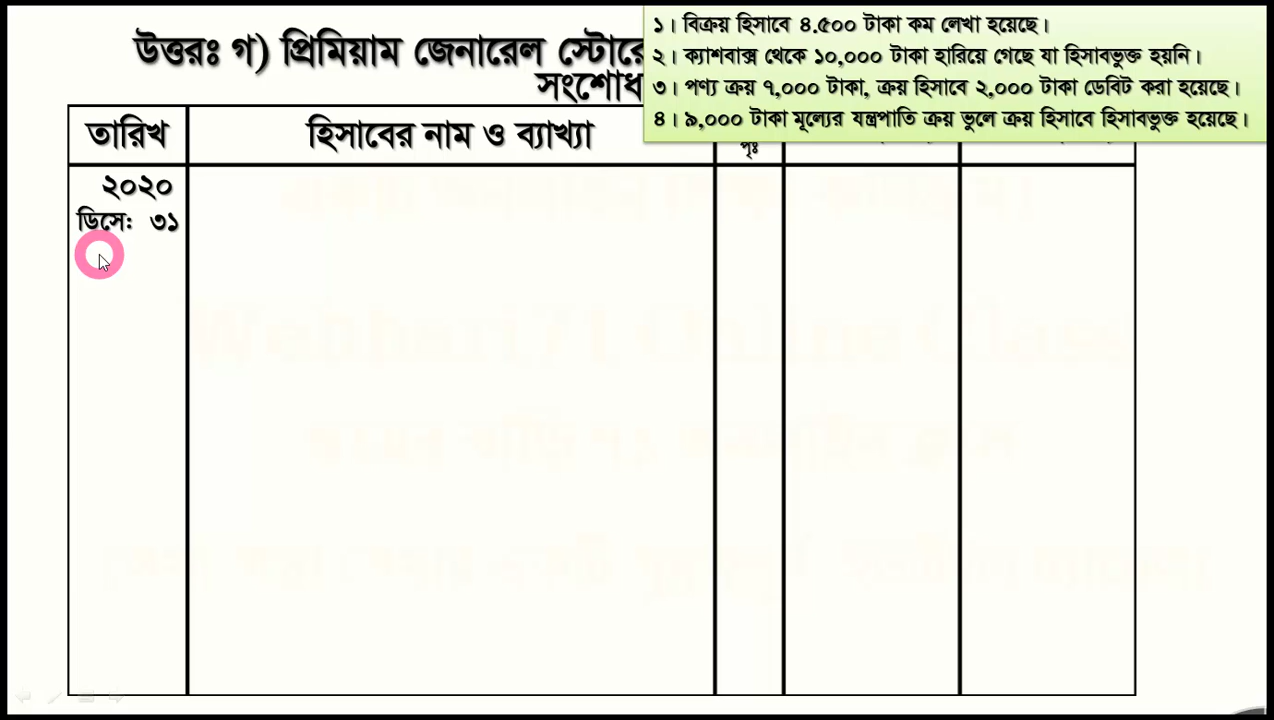 উত্তরঃ গ) প্রিমিয়াম জেনারেল
১। বিক্রয় হিসাবে ৪.৫০০ টাকা কম লেখা হয়েছে।
২। ক্যাশবাক্স থেকে ১০,০০০ টাকা হারিয়ে গেছে যা হিসাবভুক্ত হয়নি।
৩। পণ্য ক্রয় ৭,০০০ টাকা, ক্রয় হিসাবে ২,০০০ টাকা ডেবিট করা হয়েছে।
৪। ৯,০০০ টাকা মূল্যের যন্ত্রপাতি ক্রয় ভুলে ক্রয় হিসাবে হিসাবভুক্ত হয়েছে।
তারিখ হিসাবের নাম ও ব্যাখ্যা পৃঃ
২০২০
ডিসে: ৩১